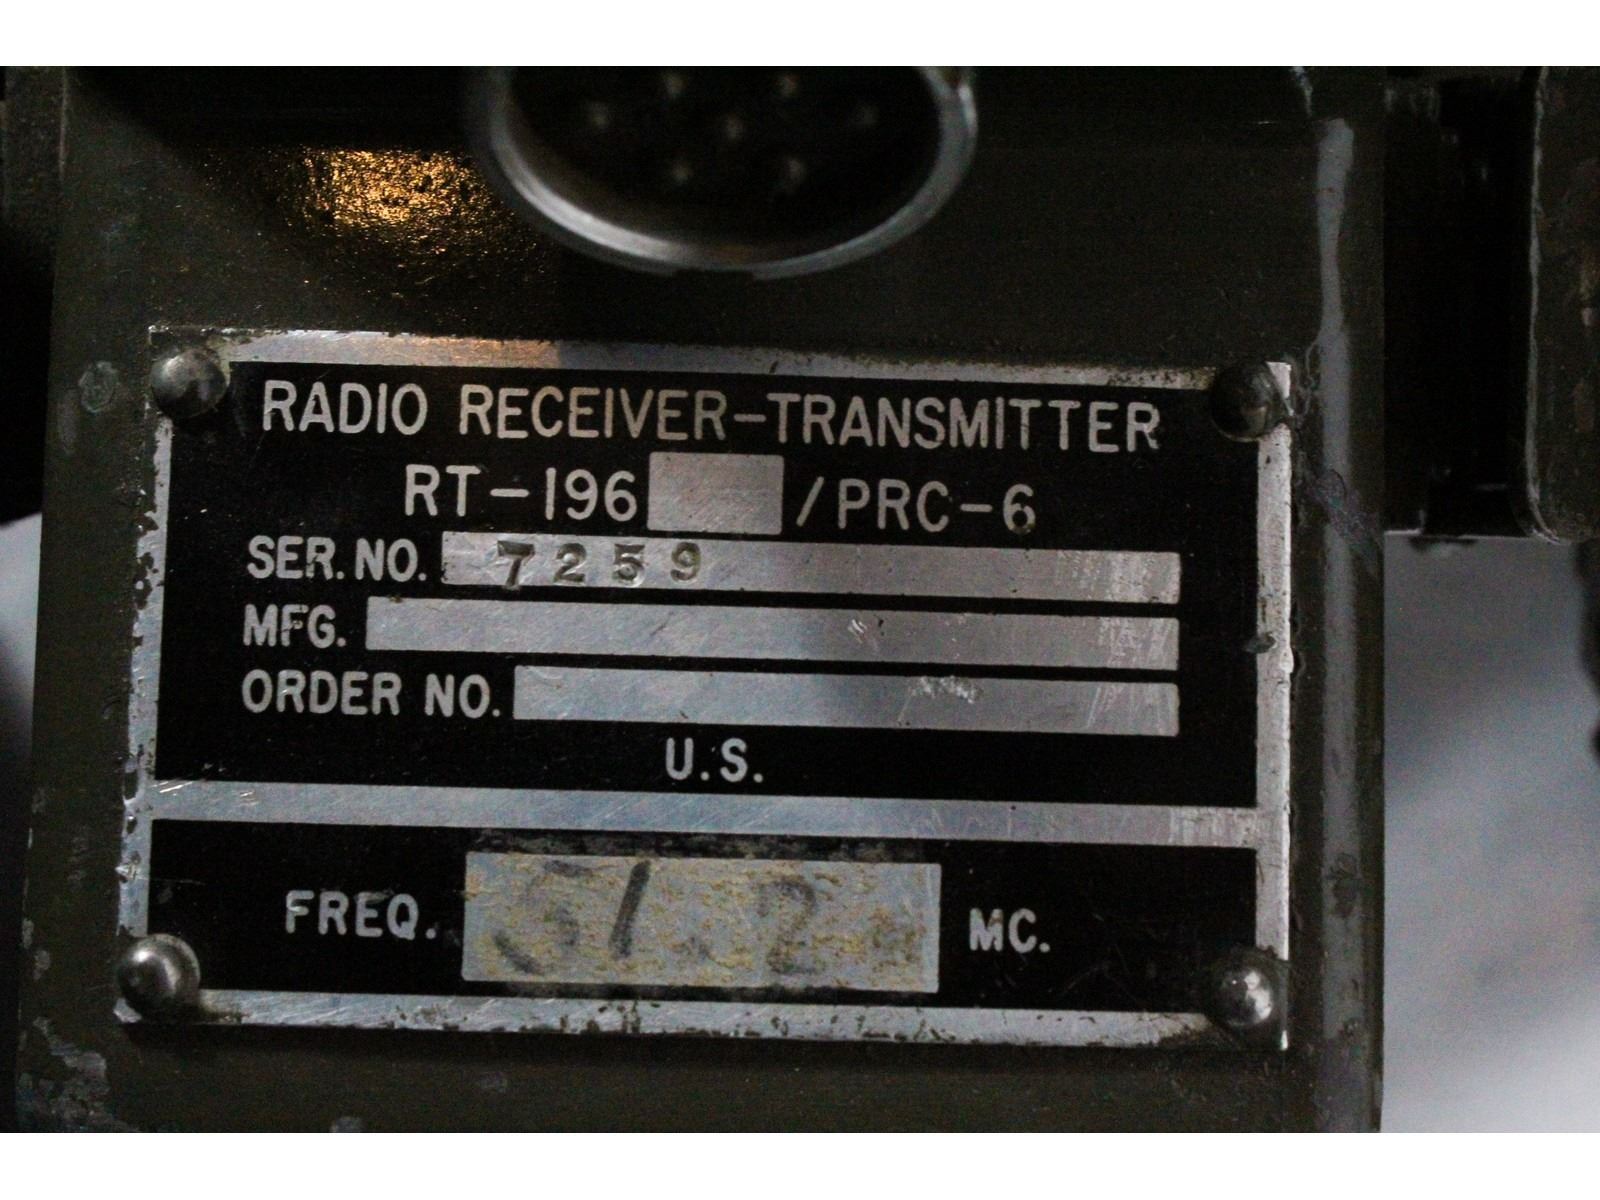 RADIO RECEIVER-TRANSMITTER
RT-196 /PRC-6
SER. NO. 7259
MFG.
ORDER NO.
U.S.
FREQ. 51.2 MC.